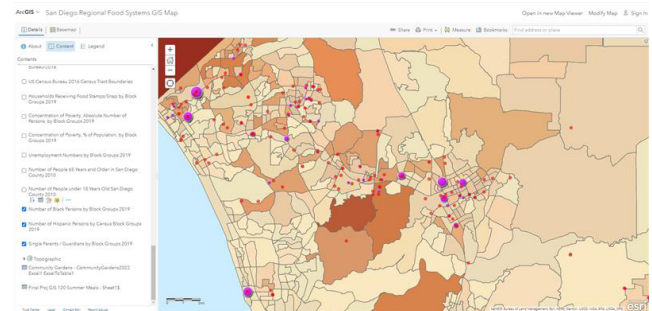 ArcGIS San Diego Regional Food Systems GIS Map
Open in new Map Viewer Modify Map Sign In
Details Basemap
Share Print Measure Bookmarks Find address or place
About Content Legend
Contents
US Census Bureau 2016 Census Tract Boundaries
Households Receiving Food Stamps/Snap by Block
Groups 2019
Concentration of Poverty, Absolute Number of
Persons, by Block Groups 2019
Concentration of Poverty, % of Population, by Block
Groups 2019
Unemployment Numbers by Block Groups 2019
Number of People 65 Years and Older in San Diego
County 2010
Number of People under 18 Years Old San Diego
County 2010
Number of Black Persons by Block Groups 2019
Number of Hispanic Persons by Census Block Groups
2019
Single Parents / Guardians by Block Groups 2019
Topographic
Community Gardens - CommunityGardens2022
Final Proj GIS 120 Summer Meals - Sheet1$
esri